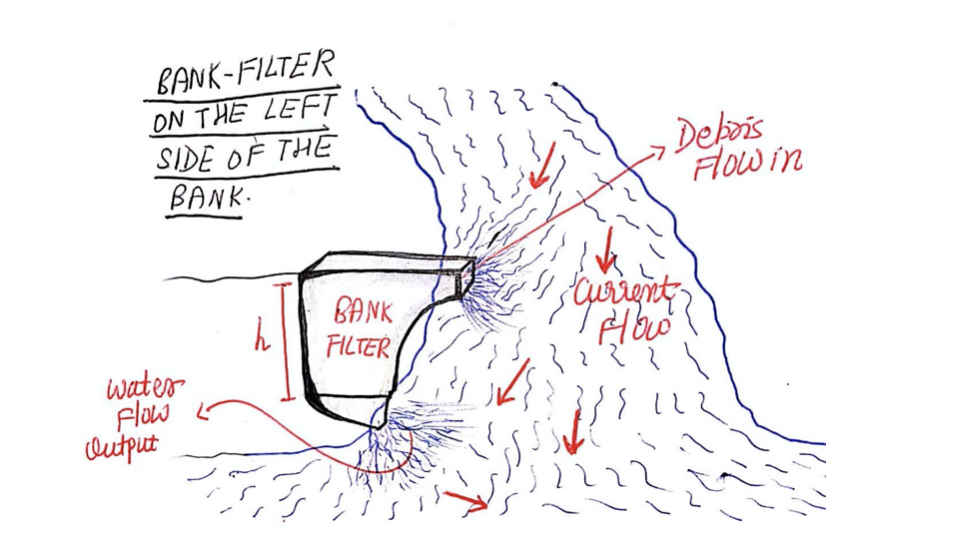 BANK-FILTER
ON THE LEFT
SIDE OF THE
BANK.
Debris
Flow in
Current
Flow
BANK
FILTER
h
Water
Flow
Output